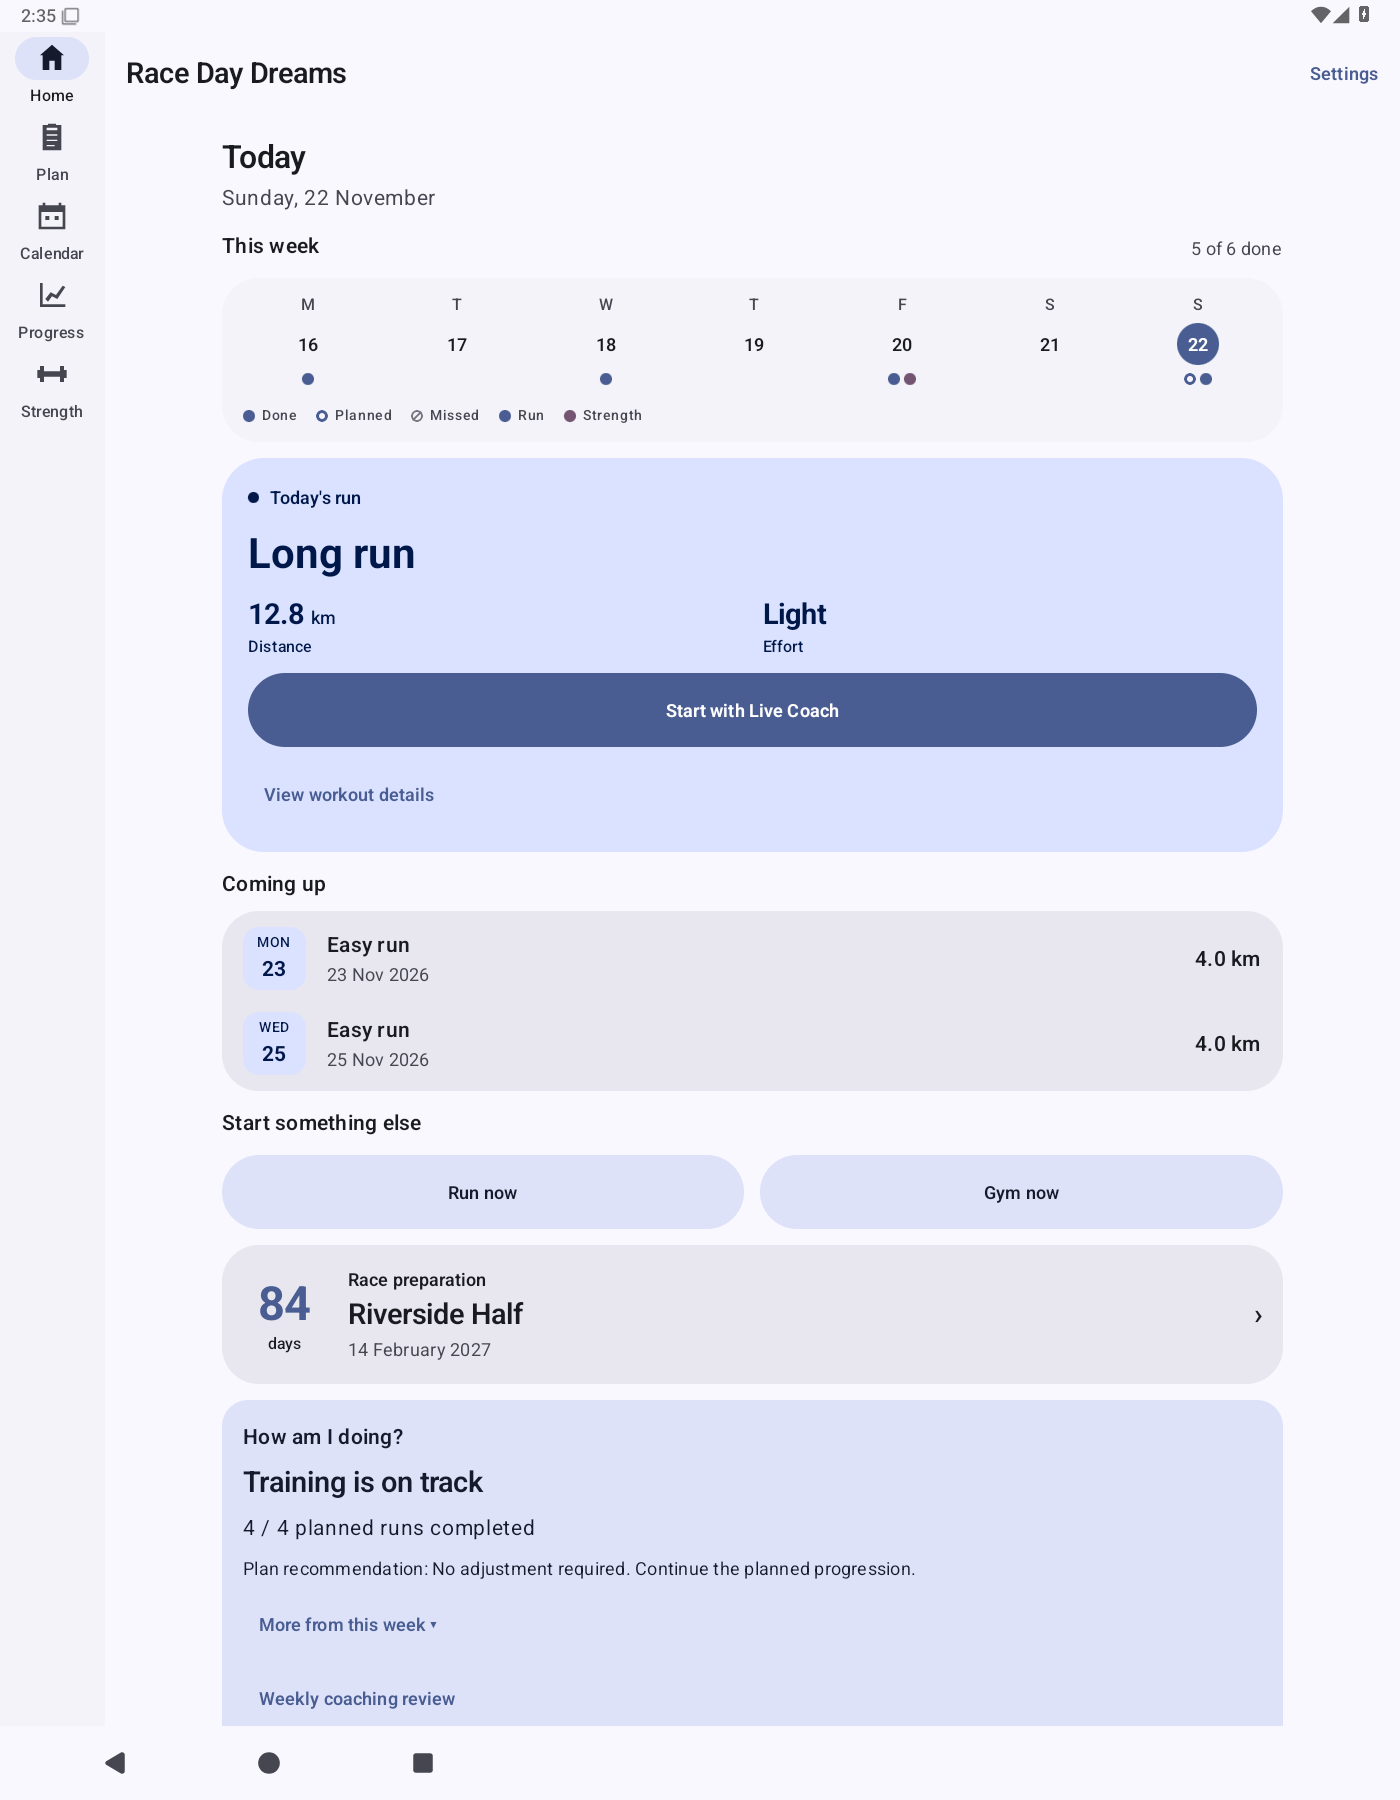 2:35
Home
Plan
Calendar
Progress
Strength
Race Day Dreams
Settings
Today
Sunday, 22 November
This week
5 of 6 done
M T W T F S S
16 17 18 19 20 21 22
Done Planned Missed Run Strength
Today's run
Long run
12.8 km
Distance
Light
Effort
Start with Live Coach
View workout details
Coming up
MON
23
Easy run
23 Nov 2026
4.0 km
WED
25
Easy run
25 Nov 2026
4.0 km
Start something else
Run now
Gym now
84
days
Race preparation
Riverside Half
14 February 2027
How am I doing?
Training is on track
4 / 4 planned runs completed
Plan recommendation: No adjustment required. Continue the planned progression.
More from this week ▾
Weekly coaching review